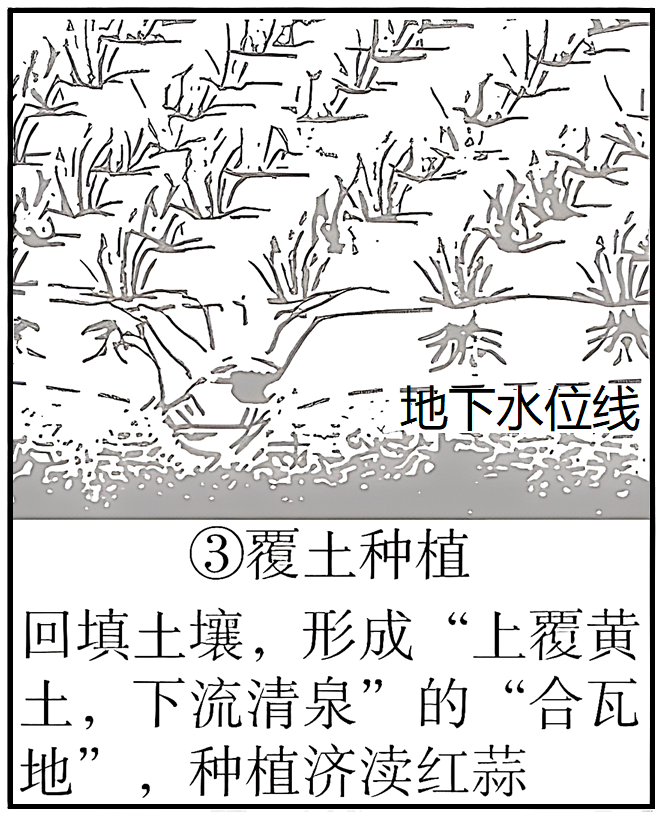 地下水位线
③覆土种植
回填土壤，形成“上覆黄
土，下流清泉”的“合瓦
地”，种植济渎红蒜